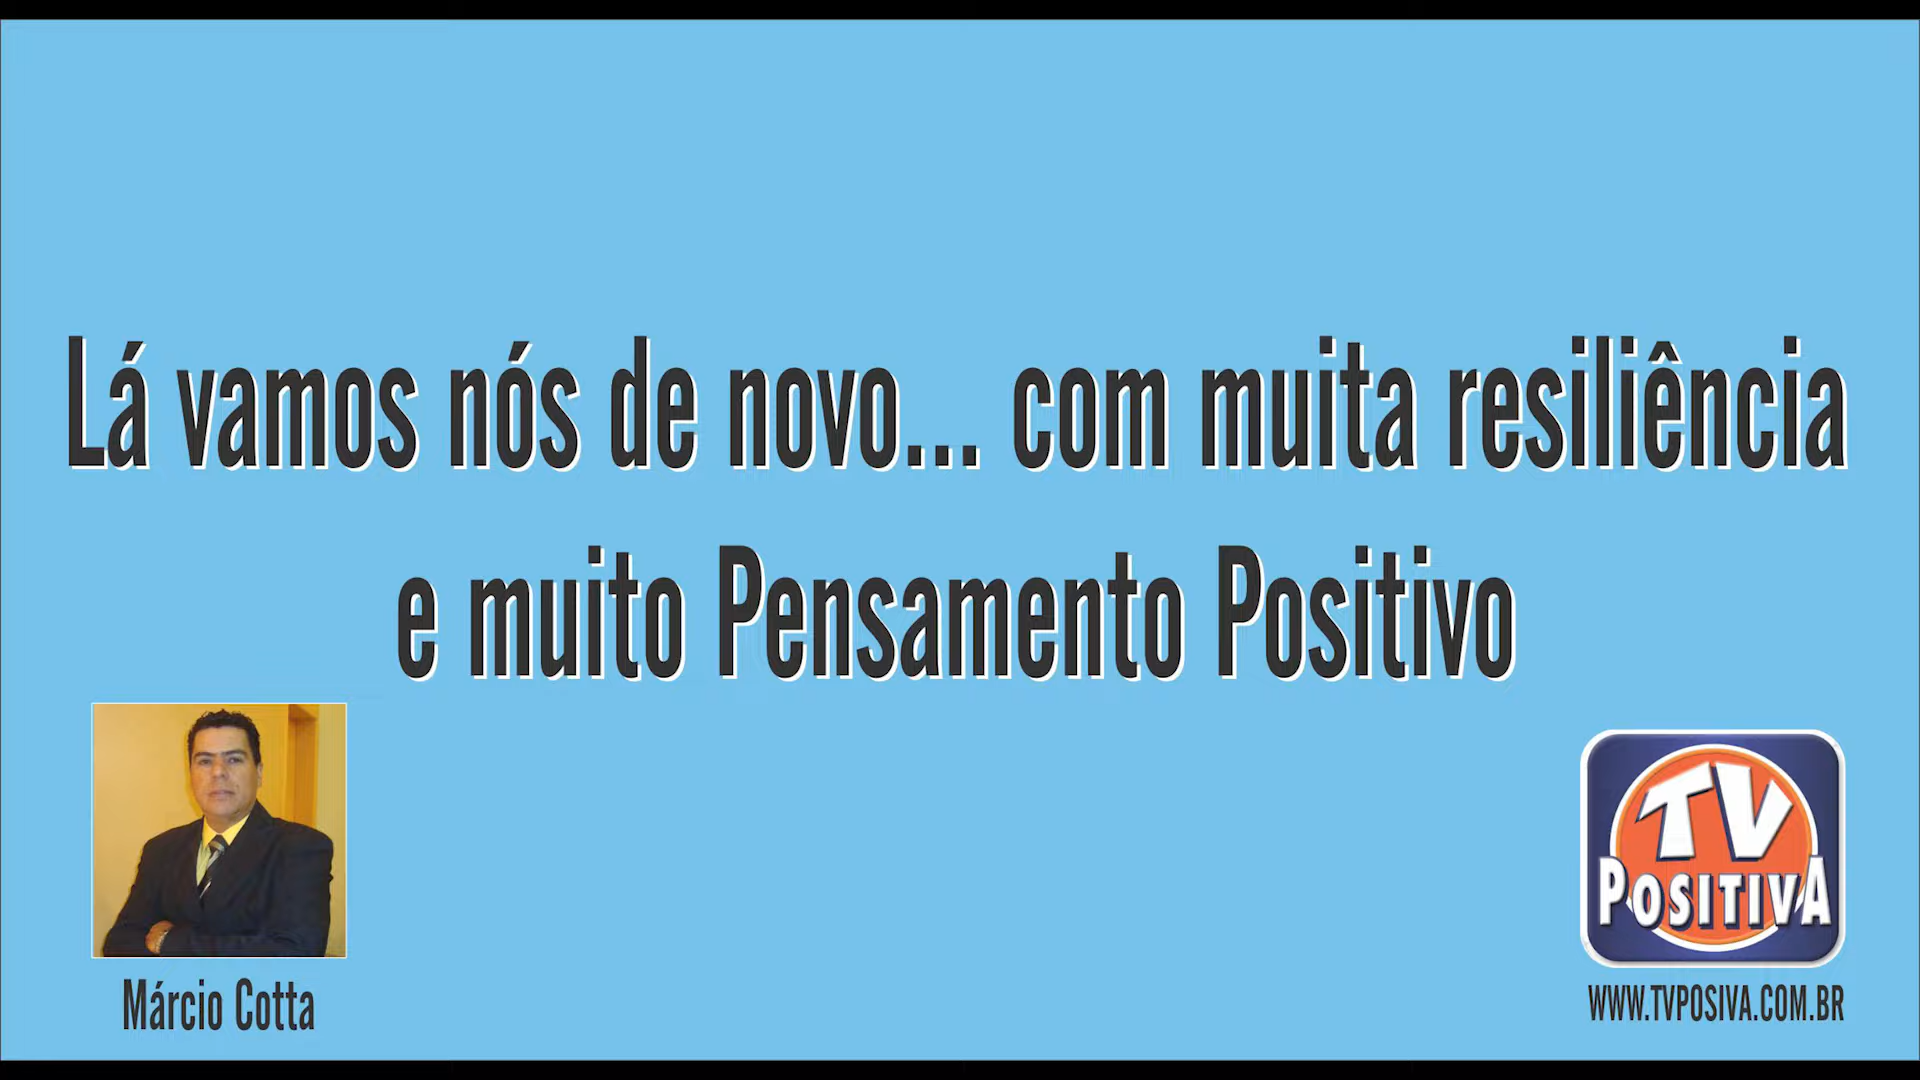 Lá vamos nós de novo... com muita resiliência
e muito Pensamento Positivo
Márcio Cotta
TV
POSITIVA
WWW.TVPOSIVA.COM.BR